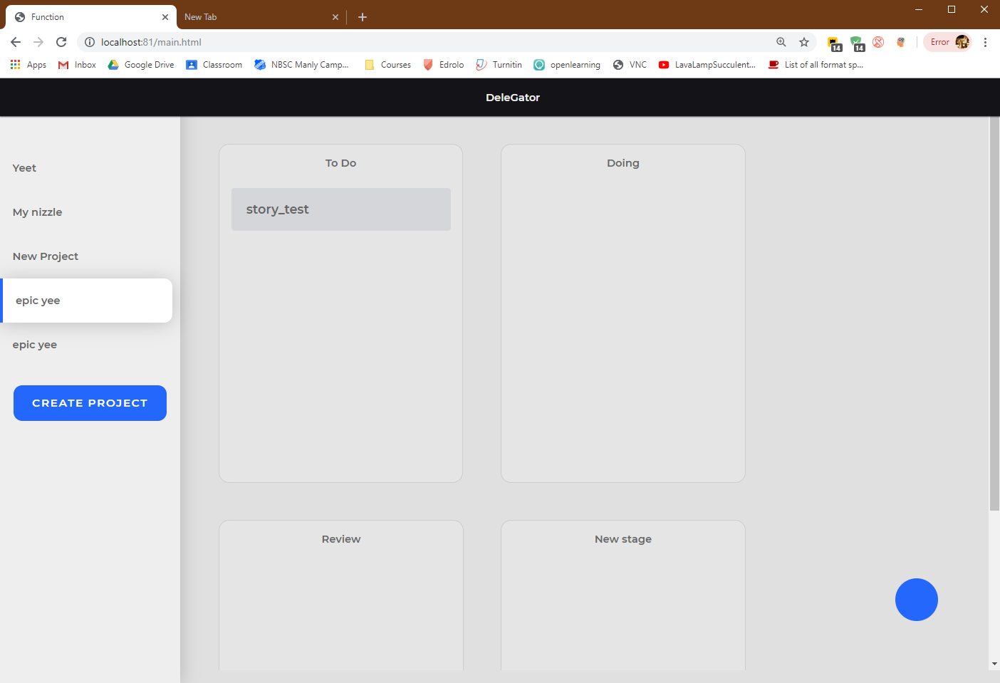 Function
New Tab
localhost:81/main.html
14
14
Error
Apps
Inbox
Google Drive
Classroom
NBSC Manly Camp...
Courses
Edrolo
Turnitin
openlearning
VNC
LavaLampSucculent...
List of all format sp...
DeleGator
Yeet
My nizzle
New Project
epic yee
epic yee
CREATE PROJECT
To Do
story_test
Doing
Review
New stage